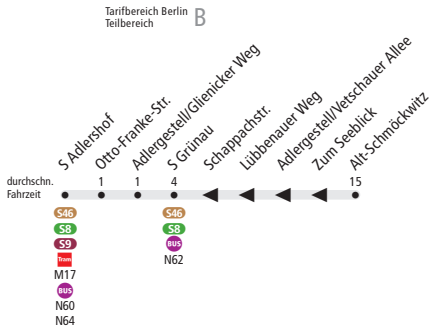 Tarifbereich Berlin
Teilbereich
B
S Adlershof
Otto-Franke-Str.
Adlergestell/Glienicker Weg
S Grünau
Schappachstr.
Lübbenauer Weg
Adlergestell/Vetschauer Allee
Zum Seeblick
Alt-Schmöckwitz
durchschn.
Fahrzeit
1 1 4 15
S46 S46
S8 S8
S9 BUS
Tram N62
M17
BUS
N60
N64